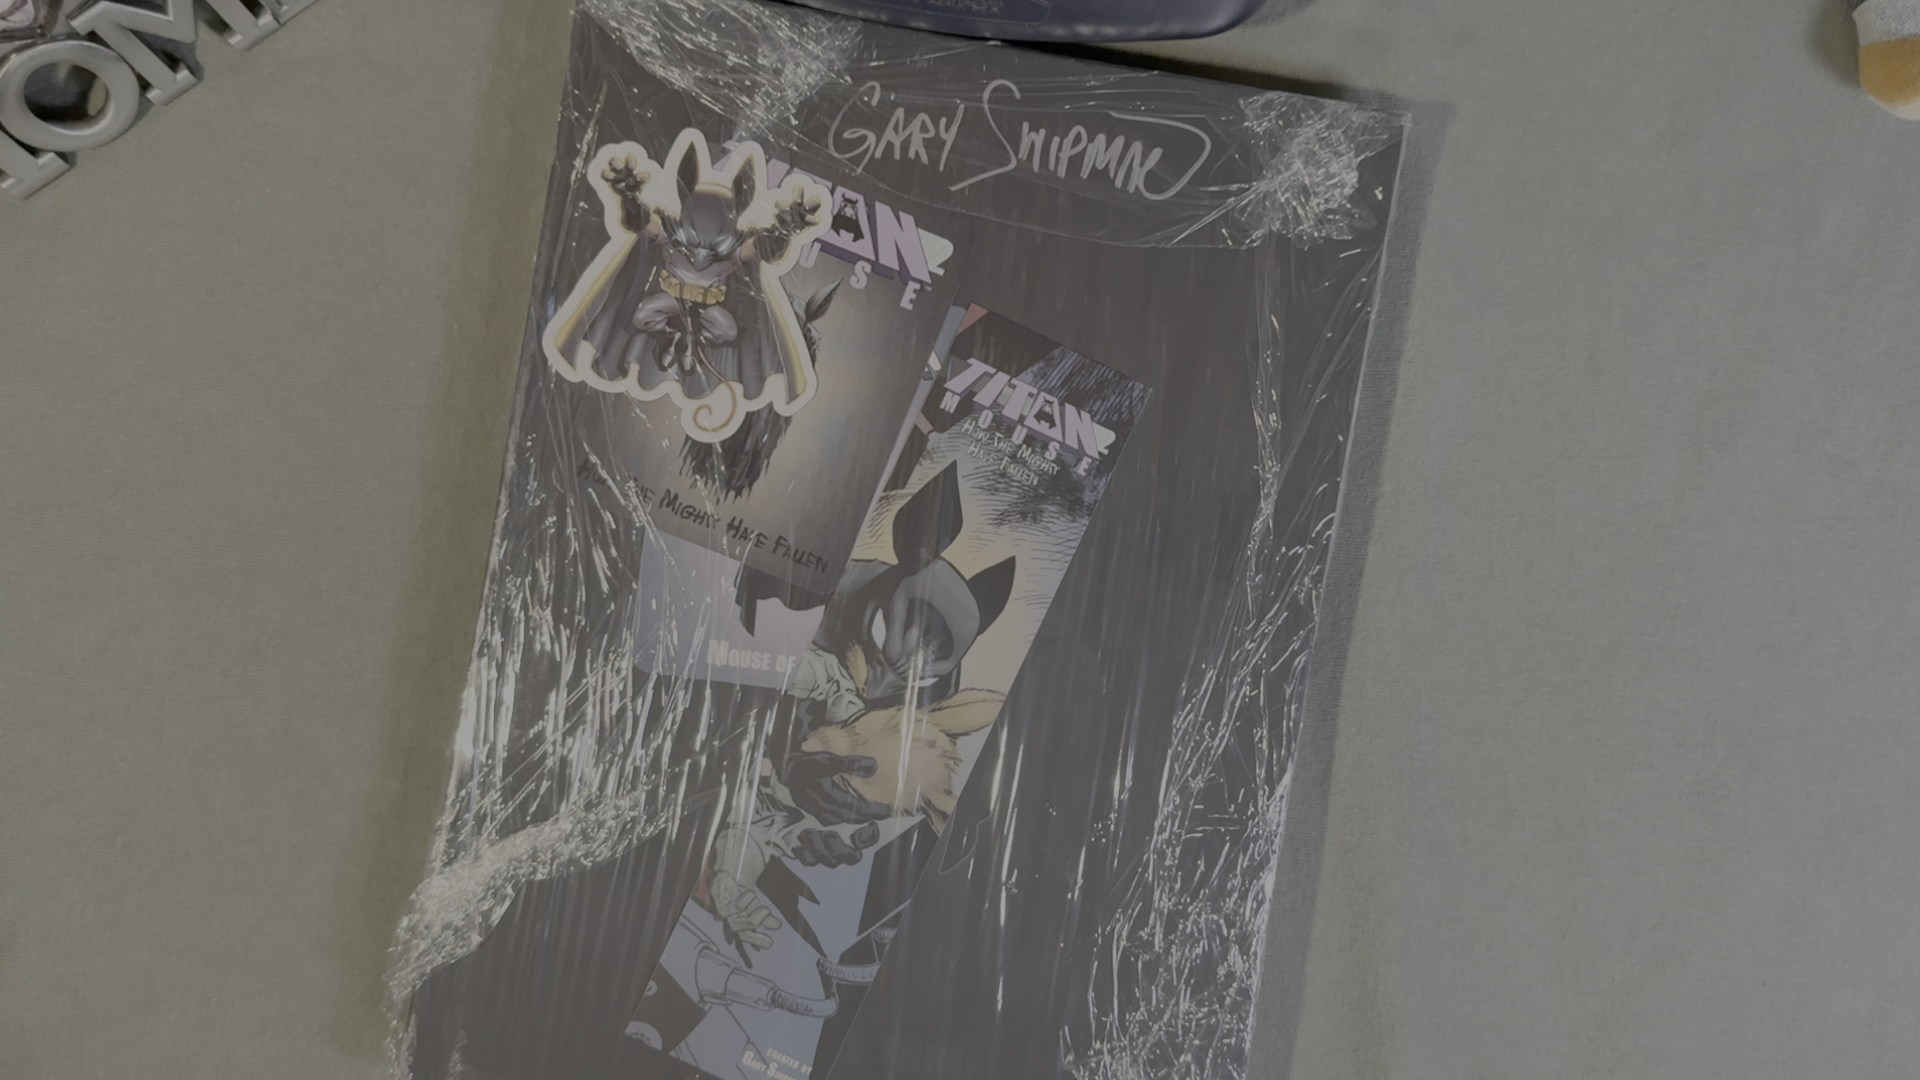 GARY SHIPMAN
TITAN
MOUSE
HOW THE MIGHTY HAVE FALLEN
TITAN
MOUSE
HOW THE MIGHTY
HAVE FALLEN
MOUSE OF
CREATED BY